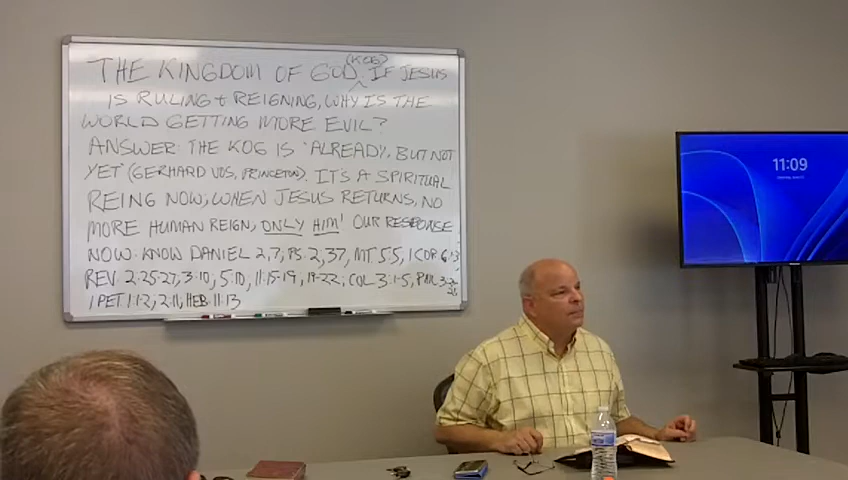 (KOG)
THE KINGDOM OF GOD. IF JESUS
IS RULING + REIGNING, WHY IS THE
WORLD GETTING MORE EVIL?
ANSWER: THE KOG IS "ALREADY, BUT NOT
YET" (GERHARD VOS, PRINCETON). IT'S A SPIRITUAL
REING NOW; WHEN JESUS RETURNS, NO
MORE HUMAN REIGN, ONLY HIM! OUR RESPONSE
NOW: KNOW DANIEL 2,7; PS. 2,37, MT 5:5, 1 COR 6:3
REV. 2:25-27, 3:10; 5:10, 11:15-19, 19-22; COL 3:1-5, PHIL 3:20
21
1 PET 1:1-2, 2:11, HEB. 11:13
11:09